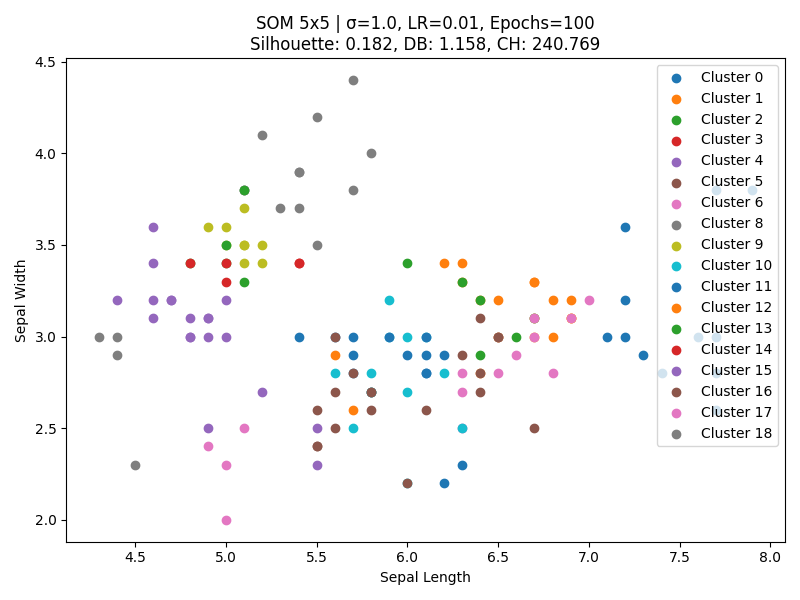 SOM 5x5 | σ=1.0, LR=0.01, Epochs=100
Silhouette: 0.182, DB: 1.158, CH: 240.769
4.5
4.0
3.5
3.0
2.5
2.0
Sepal Width
Cluster 0
Cluster 1
Cluster 2
Cluster 3
Cluster 4
Cluster 5
Cluster 6
Cluster 8
Cluster 9
Cluster 10
Cluster 11
Cluster 12
Cluster 13
Cluster 14
Cluster 15
Cluster 16
Cluster 17
Cluster 18
4.5 5.0 5.5 6.0 6.5 7.0 7.5 8.0
Sepal Length